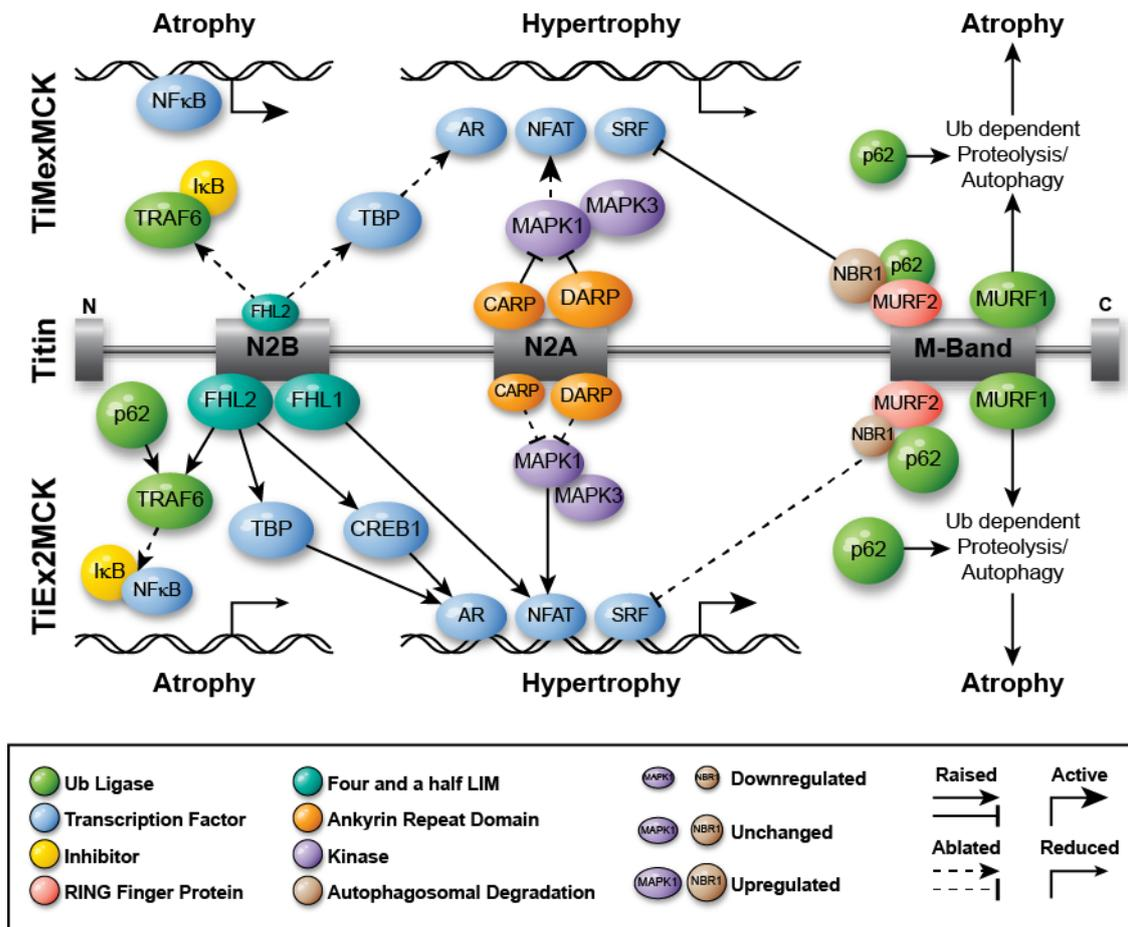 Atrophy
Hypertrophy
Atrophy
TiMexMCK
NFκB
AR
NFAT
SRF
p62
Ub dependent
Proteolysis/
Autophagy
IκB
TRAF6
TBP
MAPK1
MAPK3
NBR1
p62
MURF2
MURF1
CARP
DARP
FHL2
Titin
N
N2B
N2A
M-Band
C
p62
FHL2
FHL1
CARP
DARP
MURF2
MURF1
NBR1
p62
TiEx2MCK
TRAF6
TBP
CREB1
MAPK1
MAPK3
p62
Ub dependent
Proteolysis/
Autophagy
IκB
NFκB
AR
NFAT
SRF
Atrophy
Hypertrophy
Atrophy
Ub Ligase
Transcription Factor
Inhibitor
RING Finger Protein
Four and a half LIM
Ankyrin Repeat Domain
Kinase
Autophagosomal Degradation
MAPK1 NBR1 Downregulated
MAPK1 NBR1 Unchanged
MAPK1 NBR1 Upregulated
Raised
Active
Ablated
Reduced